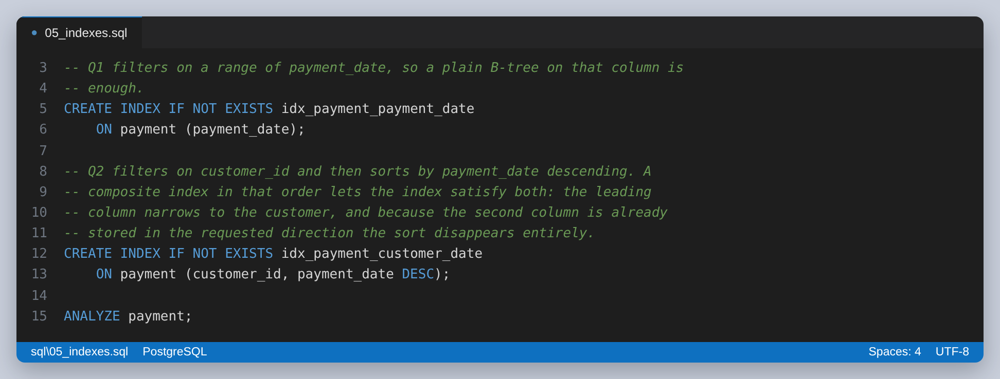 05_indexes.sql
3 -- Q1 filters on a range of payment_date, so a plain B-tree on that column is
4 -- enough.
5 CREATE INDEX IF NOT EXISTS idx_payment_payment_date
6     ON payment (payment_date);
7
8 -- Q2 filters on customer_id and then sorts by payment_date descending. A
9 -- composite index in that order lets the index satisfy both: the leading
10 -- column narrows to the customer, and because the second column is already
11 -- stored in the requested direction the sort disappears entirely.
12 CREATE INDEX IF NOT EXISTS idx_payment_customer_date
13     ON payment (customer_id, payment_date DESC);
14
15 ANALYZE payment;
sql\05_indexes.sql PostgreSQL Spaces: 4 UTF-8